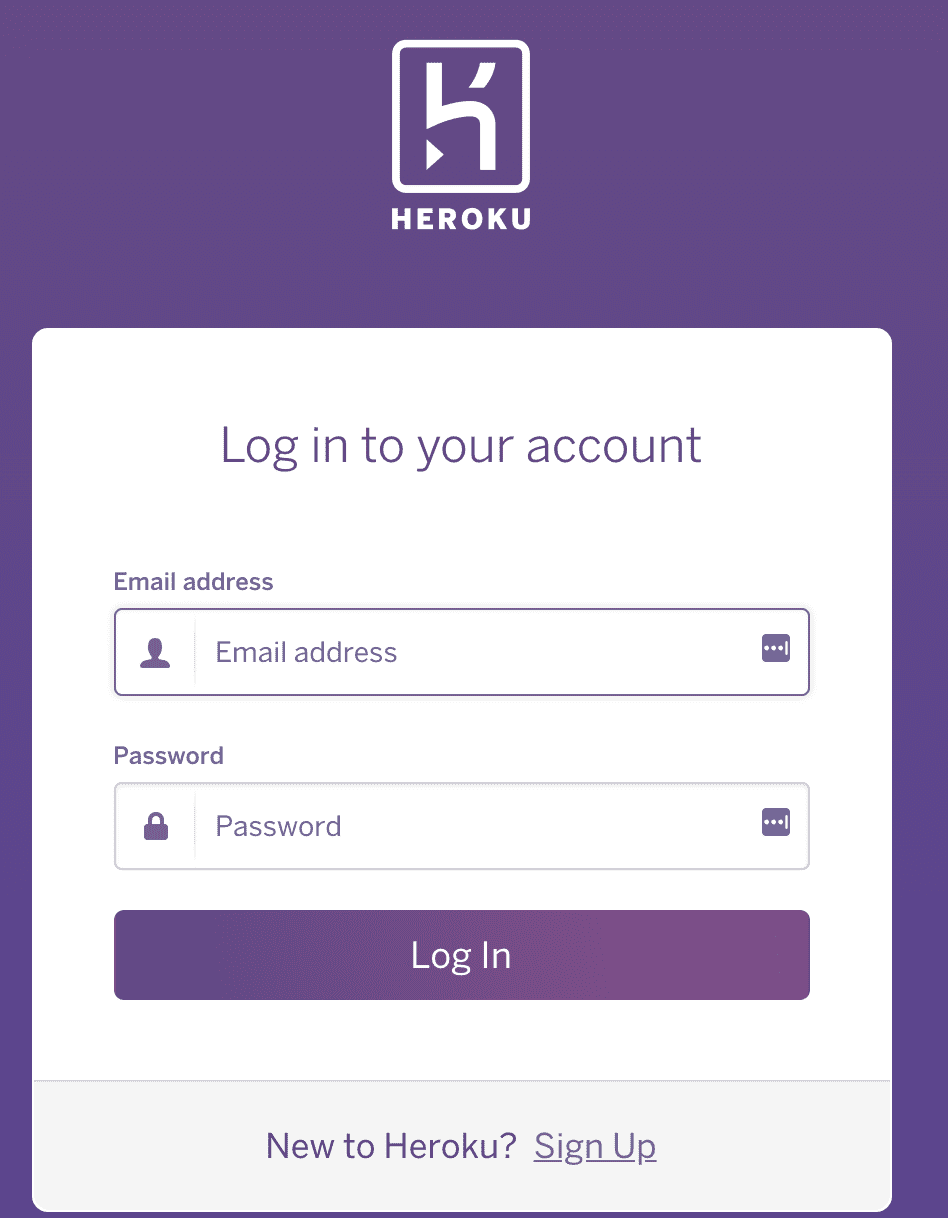 HEROKU
Log in to your account
Email address
Email address
Password
Password
Log In
New to Heroku? Sign Up